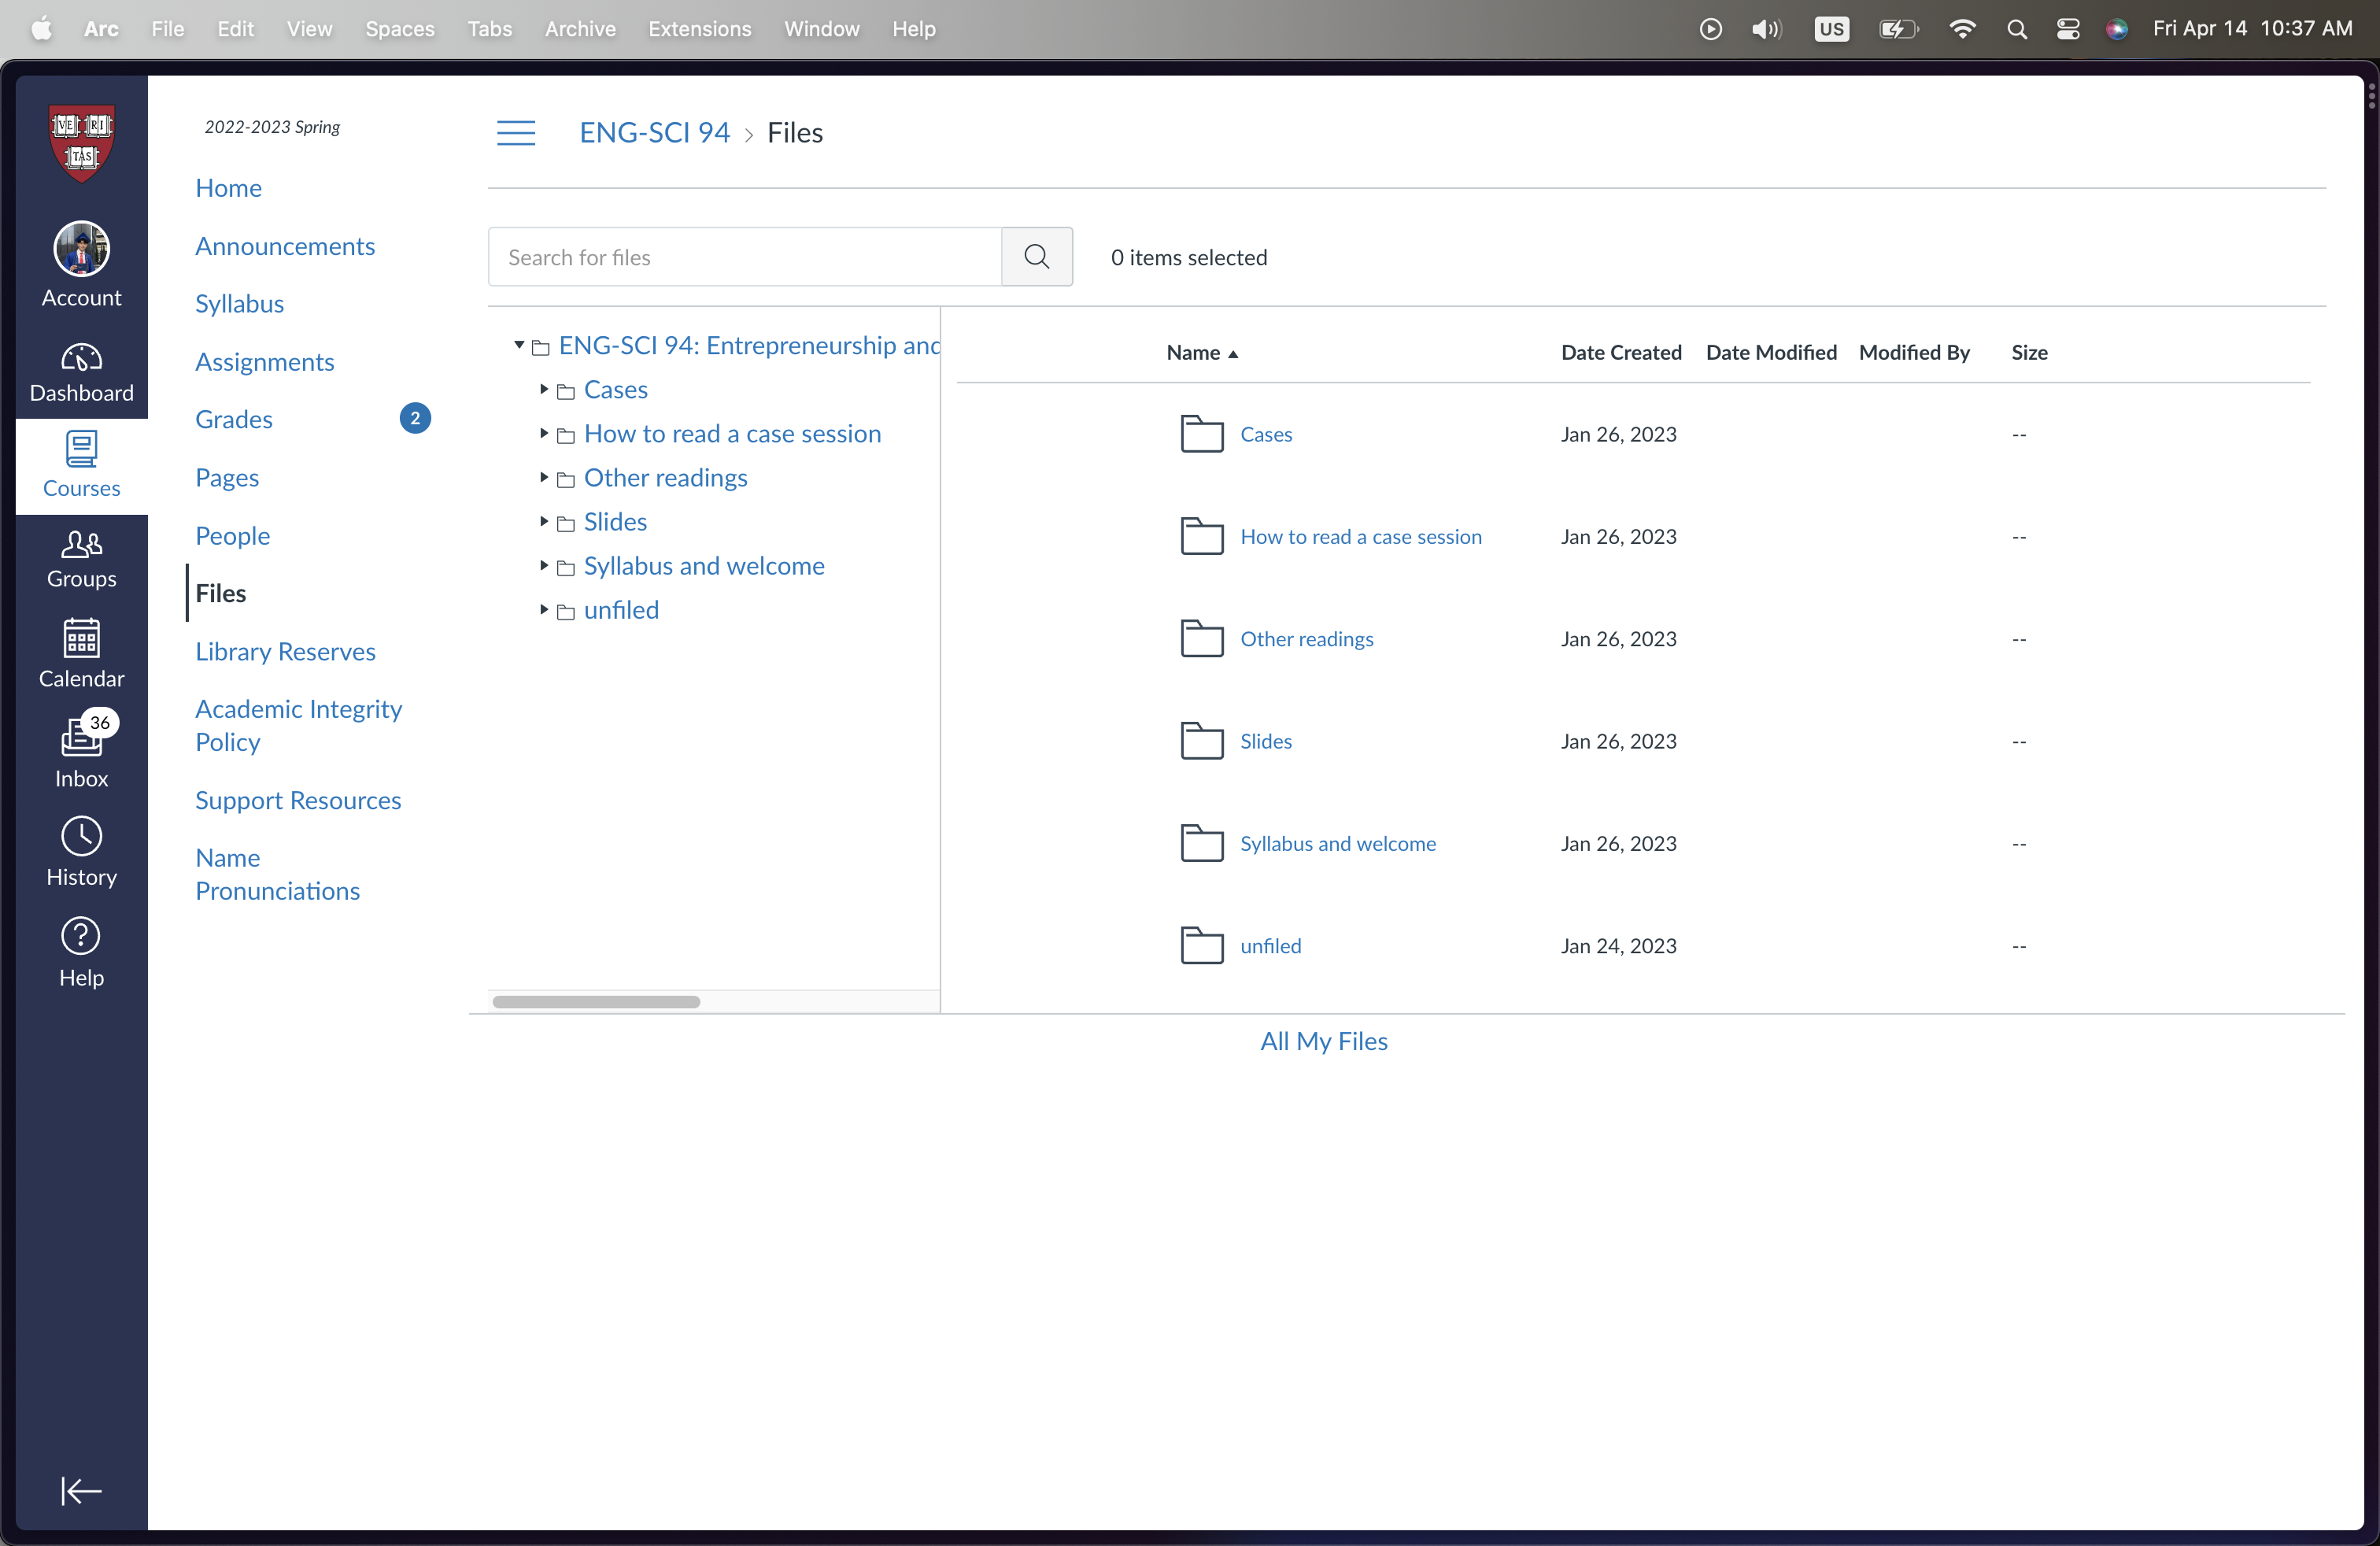 Arc File Edit View Spaces Tabs Archive Extensions Window Help
US Fri Apr 14 10:37 AM
VE RI
TAS
Account
Dashboard
Courses
Groups
Calendar
36
Inbox
History
Help
2022-2023 Spring
Home
Announcements
Syllabus
Assignments
Grades 2
Pages
People
Files
Library Reserves
Academic Integrity
Policy
Support Resources
Name
Pronunciations
ENG-SCI 94 › Files
Search for files
0 items selected
ENG-SCI 94: Entrepreneurship and
Cases
How to read a case session
Other readings
Slides
Syllabus and welcome
unfiled
Name Date Created Date Modified Modified By Size
Cases Jan 26, 2023 --
How to read a case session Jan 26, 2023 --
Other readings Jan 26, 2023 --
Slides Jan 26, 2023 --
Syllabus and welcome Jan 26, 2023 --
unfiled Jan 24, 2023 --
All My Files